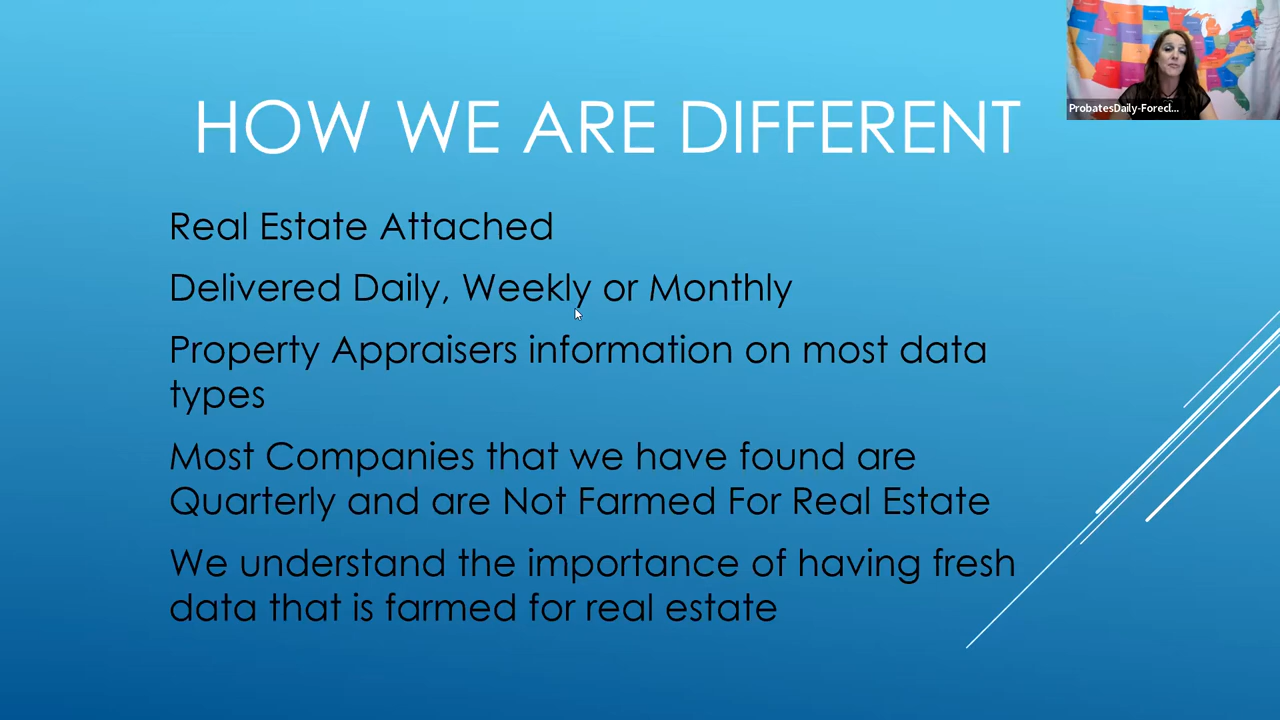 HOW WE ARE DIFFERENT
ProbatesDaily-Forecl...
Real Estate Attached
Delivered Daily, Weekly or Monthly
Property Appraisers information on most data
types
Most Companies that we have found are
Quarterly and are Not Farmed For Real Estate
We understand the importance of having fresh
data that is farmed for real estate